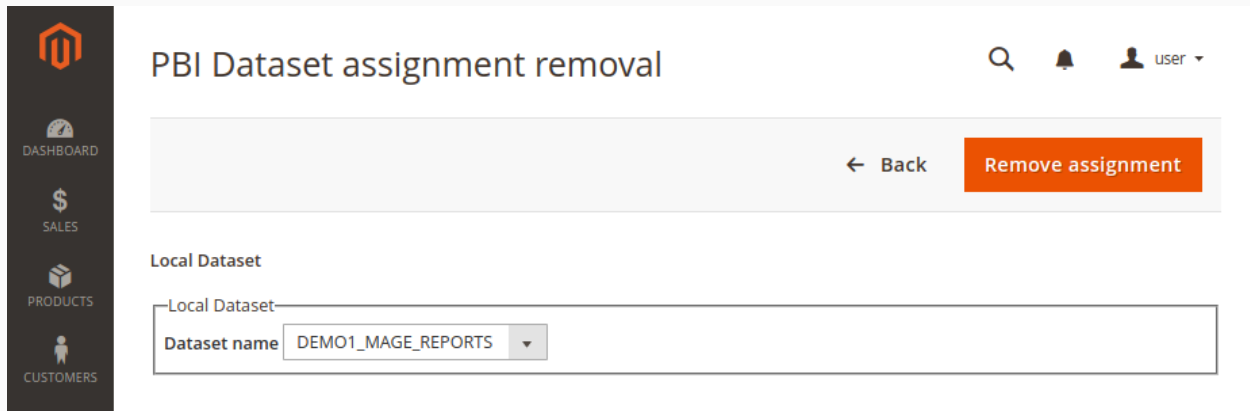 PBI Dataset assignment removal
user
DASHBOARD
← Back
Remove assignment
$
SALES
Local Dataset
PRODUCTS
Local Dataset
Dataset name DEMO1_MAGE_REPORTS
CUSTOMERS